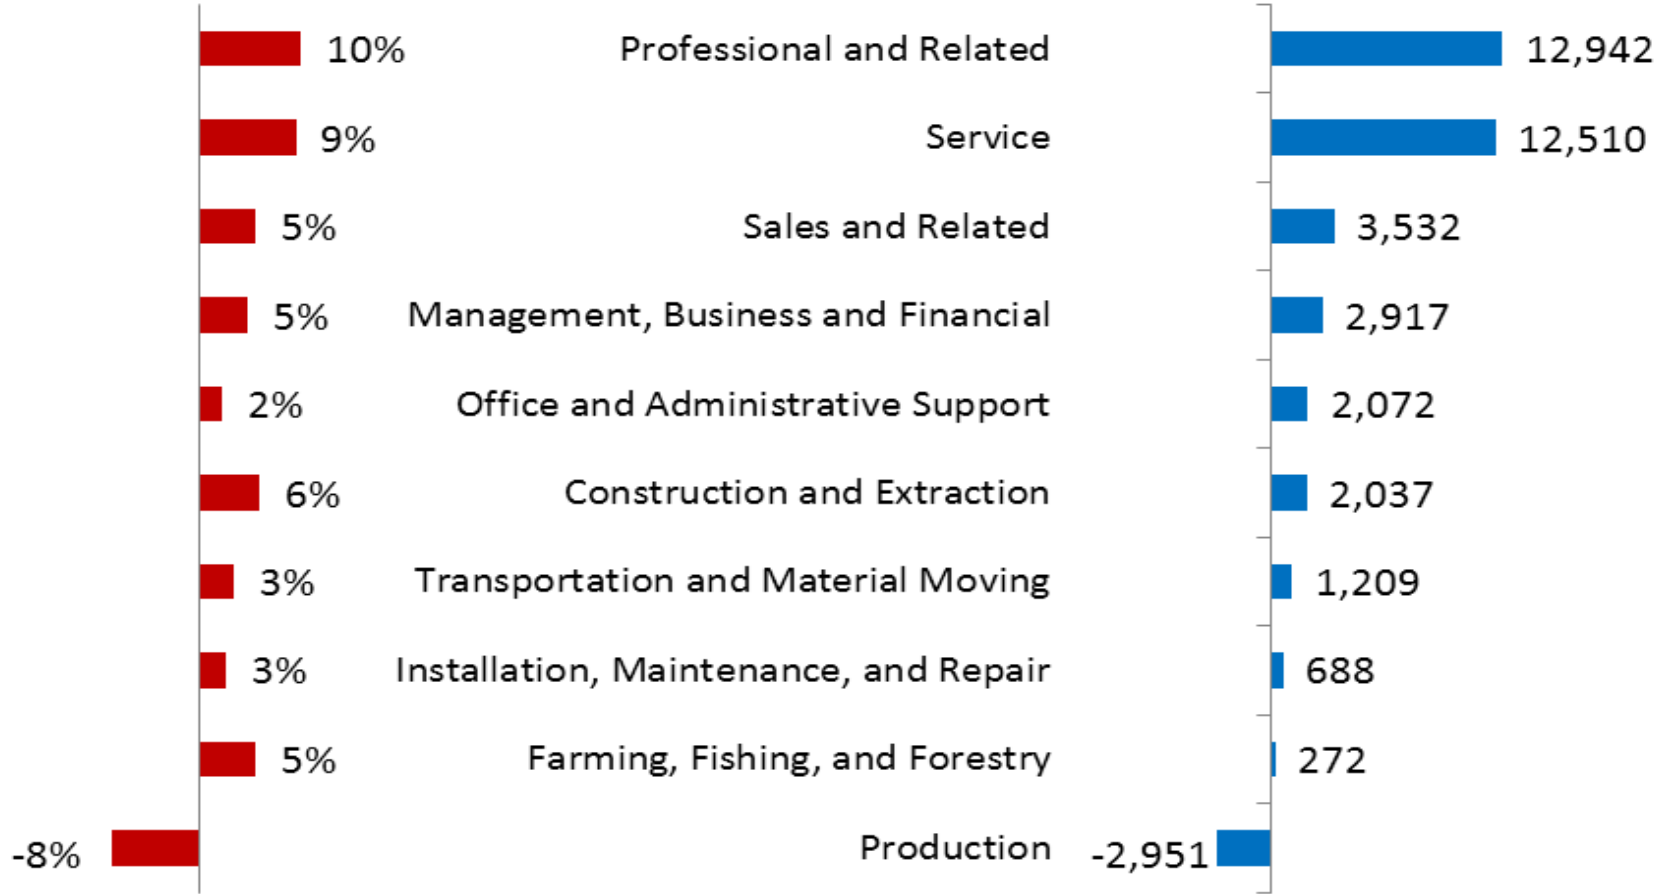 10% Professional and Related 12,942
9% Service 12,510
5% Sales and Related 3,532
5% Management, Business and Financial 2,917
2% Office and Administrative Support 2,072
6% Construction and Extraction 2,037
3% Transportation and Material Moving 1,209
3% Installation, Maintenance, and Repair 688
5% Farming, Fishing, and Forestry 272
-8% Production -2,951